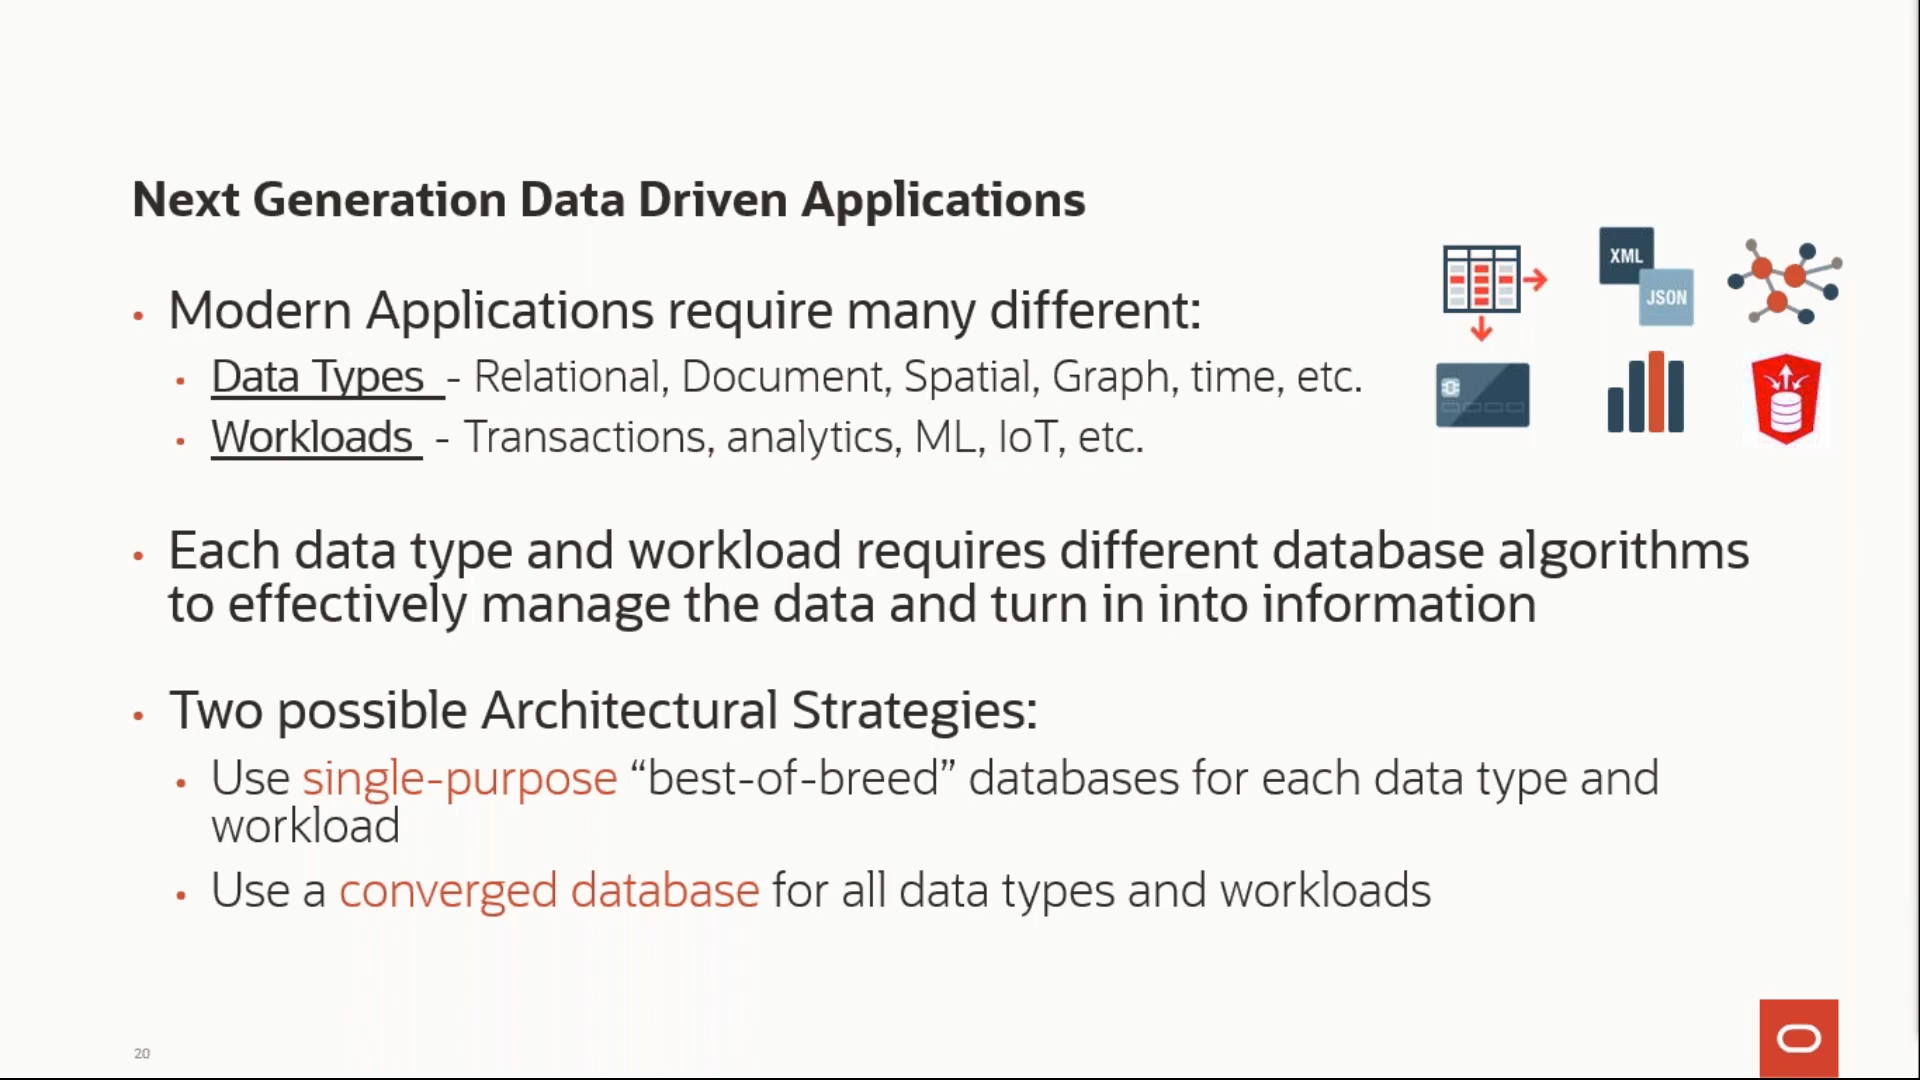 Next Generation Data Driven Applications
• Modern Applications require many different:
• Data Types - Relational, Document, Spatial, Graph, time, etc.
• Workloads - Transactions, analytics, ML, IoT, etc.
XML
JSON
• Each data type and workload requires different database algorithms
to effectively manage the data and turn in into information
• Two possible Architectural Strategies:
• Use single-purpose “best-of-breed” databases for each data type and
workload
• Use a converged database for all data types and workloads
20